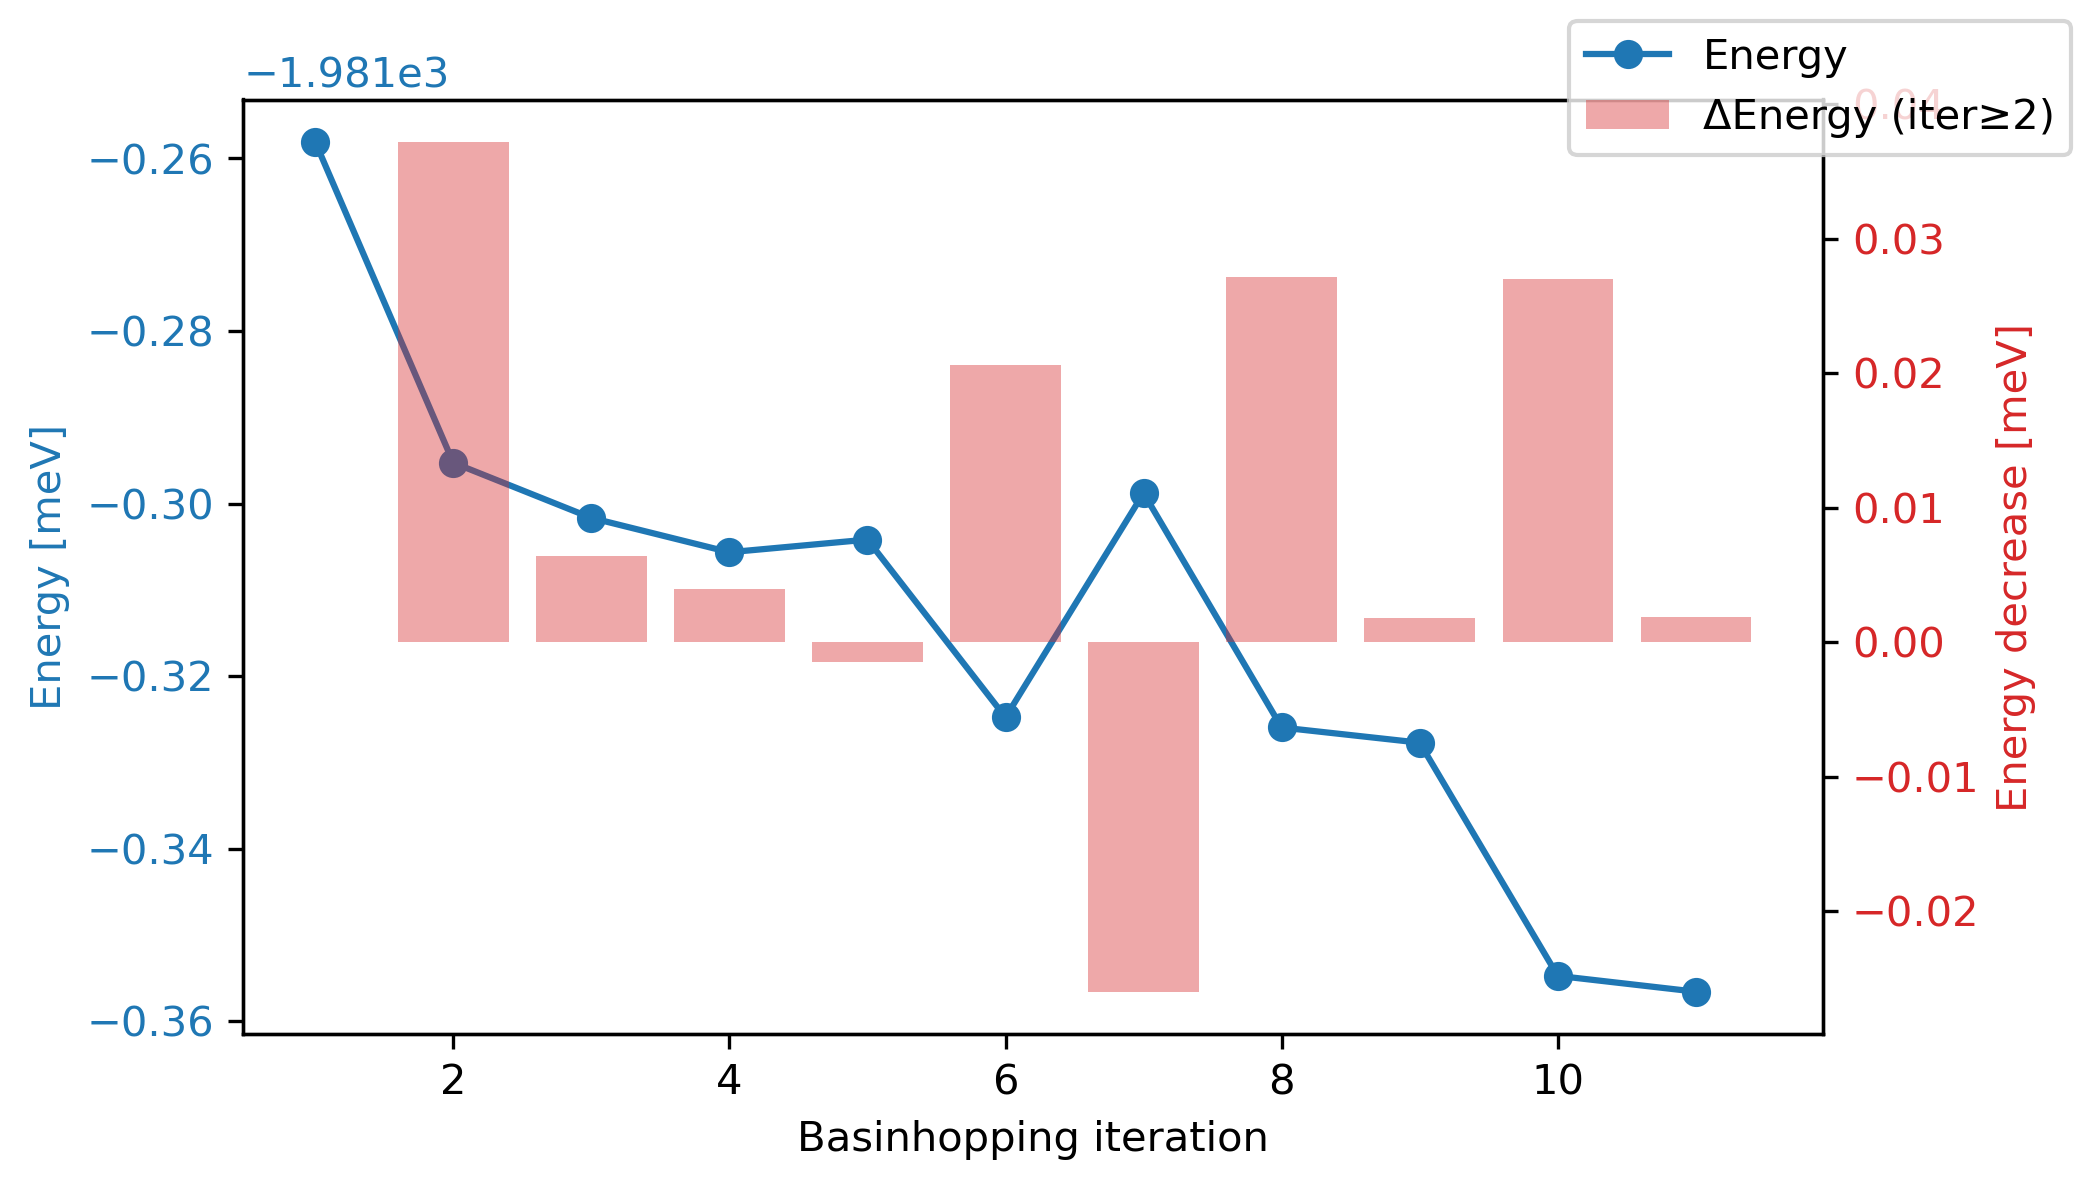 Energy
ΔEnergy (iter≥2)
−1.981e3
−0.26
−0.28
−0.30
−0.32
−0.34
−0.36
Energy [meV]
0.04
0.03
0.02
0.01
0.00
−0.01
−0.02
Energy decrease [meV]
2 4 6 8 10
Basinhopping iteration